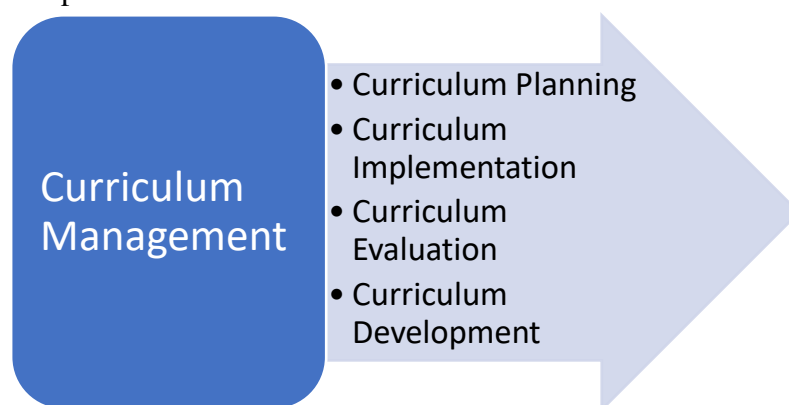 Curriculum
Management
• Curriculum Planning
• Curriculum
Implementation
• Curriculum
Evaluation
• Curriculum
Development